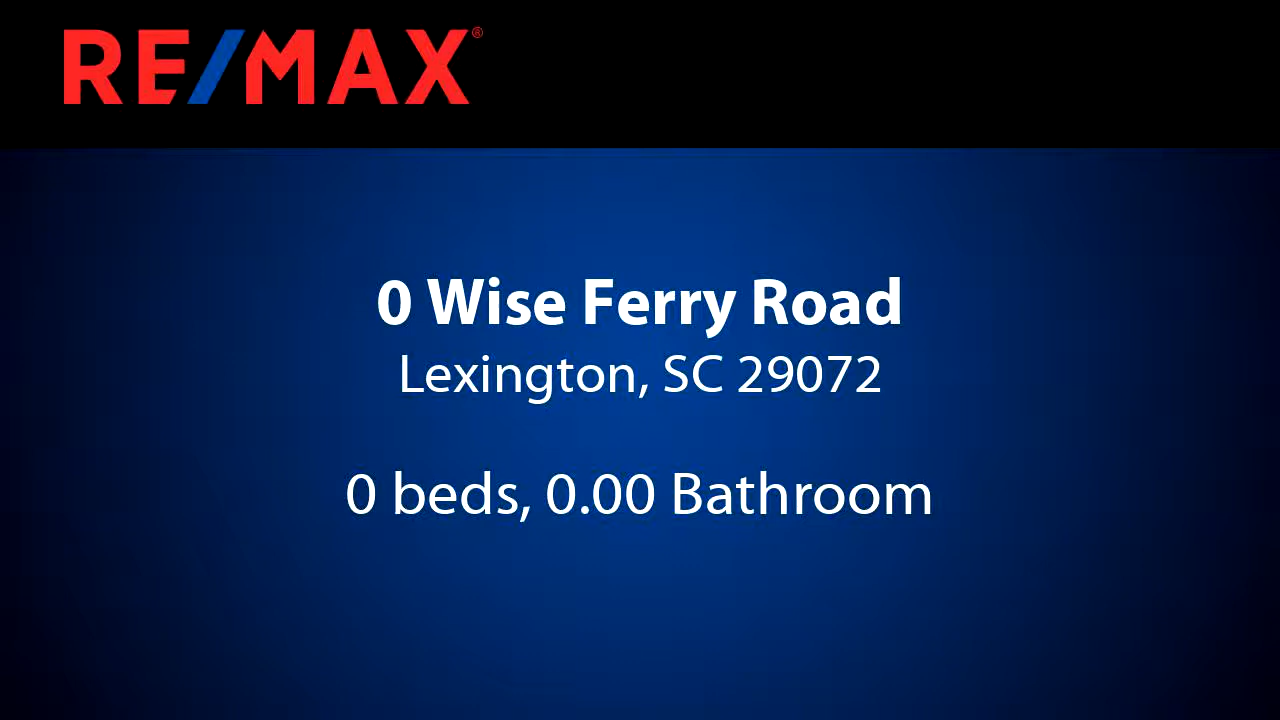 RE/MAX®
0 Wise Ferry Road
Lexington, SC 29072
0 beds, 0.00 Bathroom